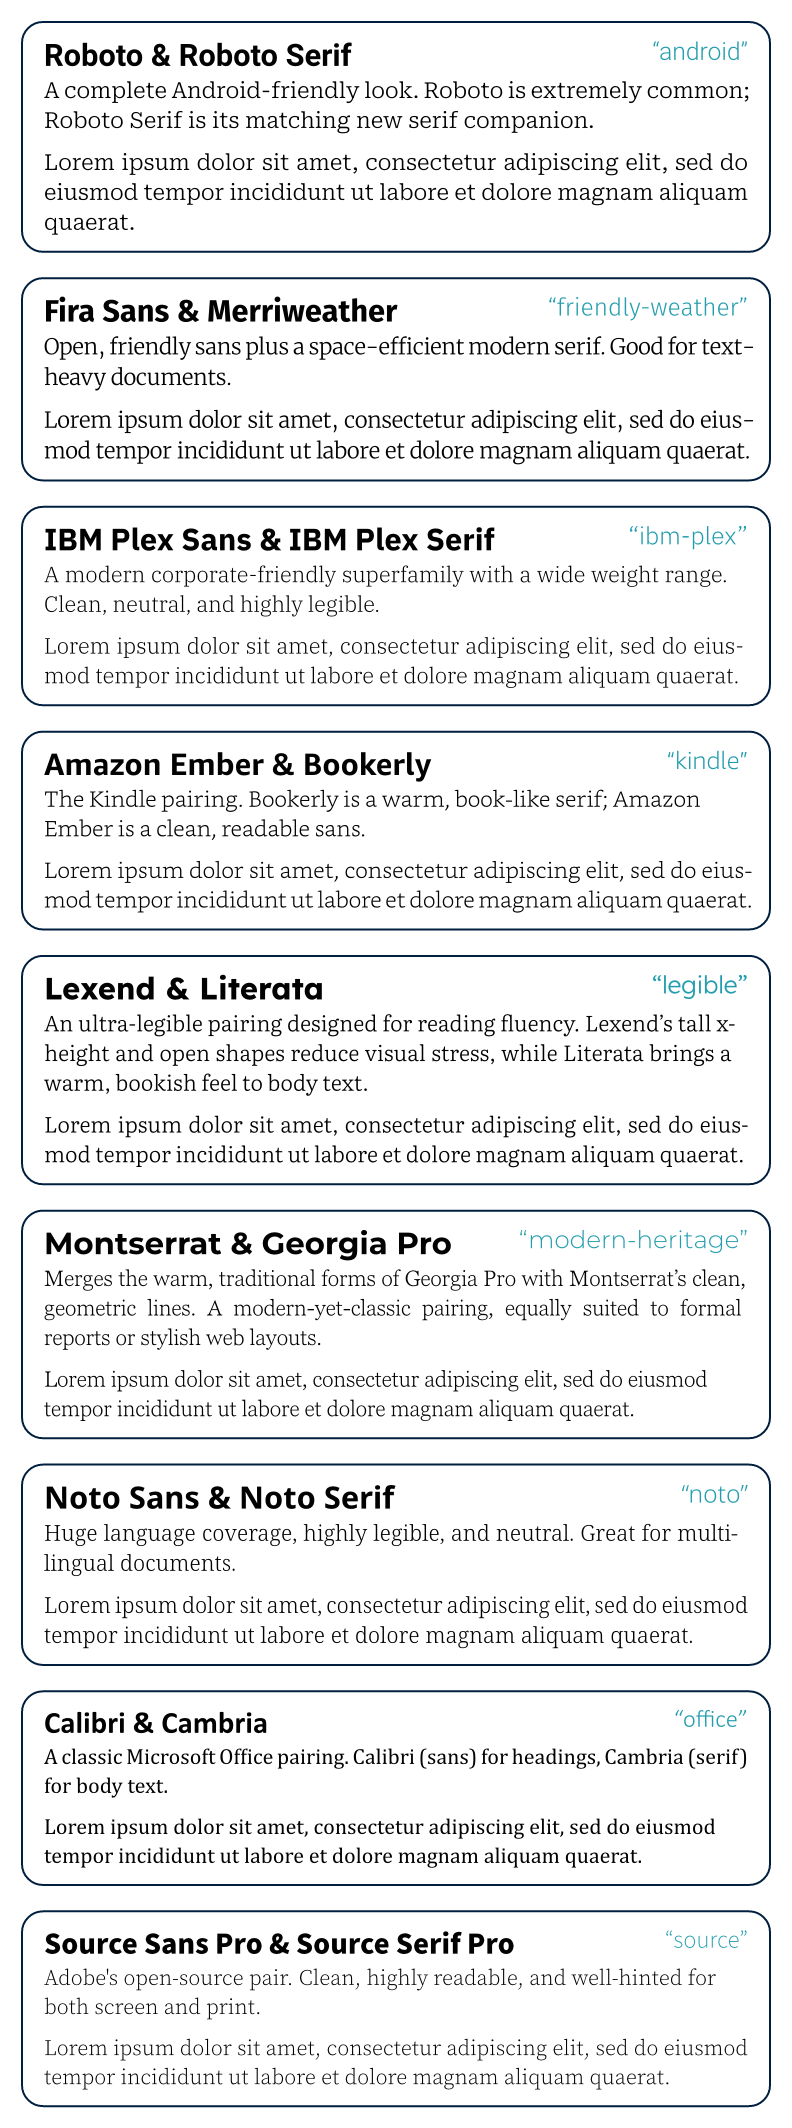 Roboto & Roboto Serif “android”
A complete Android-friendly look. Roboto is extremely common;
Roboto Serif is its matching new serif companion.
Lorem ipsum dolor sit amet, consectetur adipiscing elit, sed do
eiusmod tempor incididunt ut labore et dolore magnam aliquam
quaerat.
Fira Sans & Merriweather “friendly-weather”
Open, friendly sans plus a space-efficient modern serif. Good for text-
heavy documents.
Lorem ipsum dolor sit amet, consectetur adipiscing elit, sed do eius-
mod tempor incididunt ut labore et dolore magnam aliquam quaerat.
IBM Plex Sans & IBM Plex Serif “ibm-plex”
A modern corporate-friendly superfamily with a wide weight range.
Clean, neutral, and highly legible.
Lorem ipsum dolor sit amet, consectetur adipiscing elit, sed do eius-
mod tempor incididunt ut labore et dolore magnam aliquam quaerat.
Amazon Ember & Bookerly “kindle”
The Kindle pairing. Bookerly is a warm, book-like serif; Amazon
Ember is a clean, readable sans.
Lorem ipsum dolor sit amet, consectetur adipiscing elit, sed do eius-
mod tempor incididunt ut labore et dolore magnam aliquam quaerat.
Lexend & Literata “legible”
An ultra-legible pairing designed for reading fluency. Lexend’s tall x-
height and open shapes reduce visual stress, while Literata brings a
warm, bookish feel to body text.
Lorem ipsum dolor sit amet, consectetur adipiscing elit, sed do eius-
mod tempor incididunt ut labore et dolore magnam aliquam quaerat.
Montserrat & Georgia Pro “modern-heritage”
Merges the warm, traditional forms of Georgia Pro with Montserrat’s clean,
geometric lines. A modern-yet-classic pairing, equally suited to formal
reports or stylish web layouts.
Lorem ipsum dolor sit amet, consectetur adipiscing elit, sed do eiusmod
tempor incididunt ut labore et dolore magnam aliquam quaerat.
Noto Sans & Noto Serif “noto”
Huge language coverage, highly legible, and neutral. Great for multi-
lingual documents.
Lorem ipsum dolor sit amet, consectetur adipiscing elit, sed do eiusmod
tempor incididunt ut labore et dolore magnam aliquam quaerat.
Calibri & Cambria “office”
A classic Microsoft Office pairing. Calibri (sans) for headings, Cambria (serif)
for body text.
Lorem ipsum dolor sit amet, consectetur adipiscing elit, sed do eiusmod
tempor incididunt ut labore et dolore magnam aliquam quaerat.
Source Sans Pro & Source Serif Pro “source”
Adobe's open-source pair. Clean, highly readable, and well-hinted for
both screen and print.
Lorem ipsum dolor sit amet, consectetur adipiscing elit, sed do eiusmod
tempor incididunt ut labore et dolore magnam aliquam quaerat.